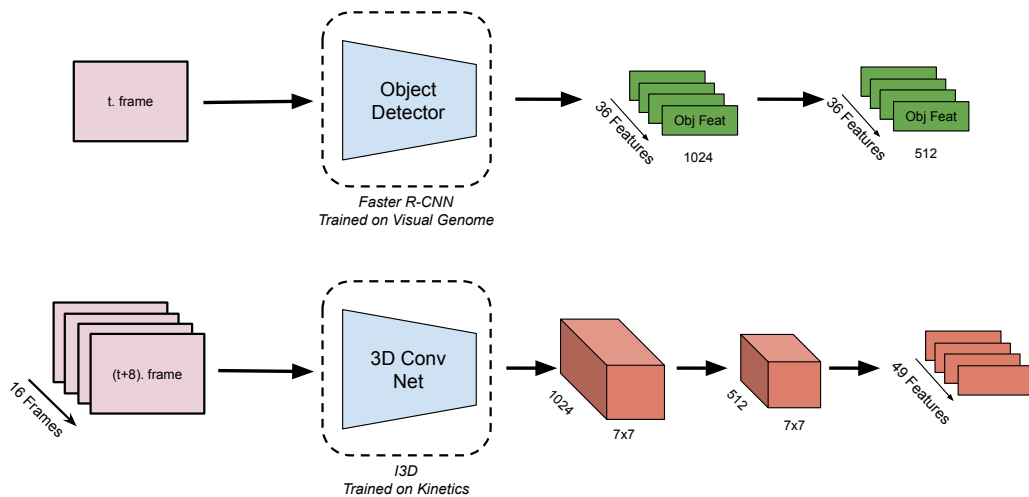 t. frame
Object
Detector
Faster R-CNN
Trained on Visual Genome
36 Features
Obj Feat
1024
36 Features
Obj Feat
512
16 Frames
(t+8). frame
3D Conv
Net
I3D
Trained on Kinetics
1024
7x7
512
7x7
49 Features